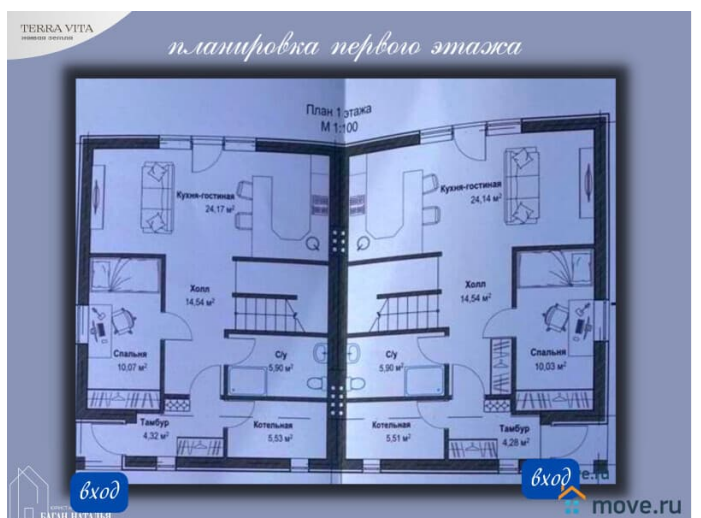 TERRA VITA
планировка первого этажа
План 1 этажа
М 1:100
Кухня-гостиная
24,17 м²
Кухня-гостиная
24,14 м²
Холл
14,54 м²
Холл
14,54 м²
Спальня
10,07 м²
С/у
5,90 м²
С/у
5,90 м²
Спальня
10,03 м²
Тамбур
4,32 м²
Котельная
5,53 м²
Котельная
5,51 м²
Тамбур
4,28 м²
вход
вход
move.ru
БАГАН НАТАЛЬЯ